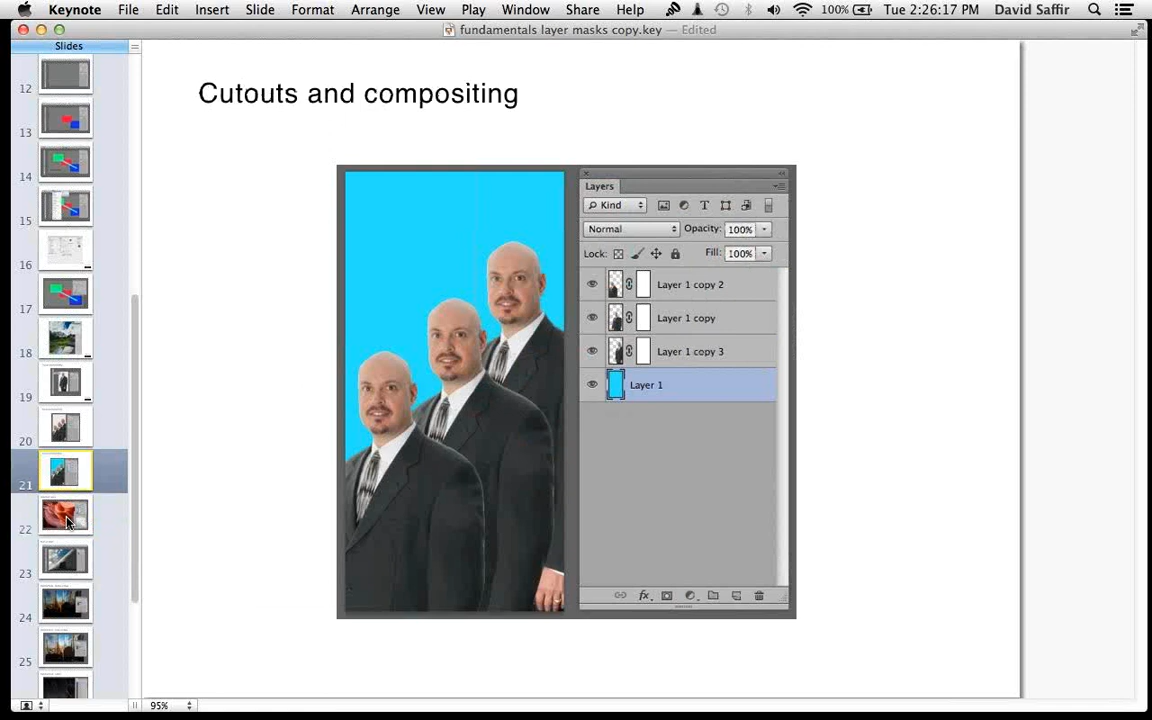 Keynote File Edit Insert Slide Format Arrange View Play Window Share Help 100% Tue 2:26:17 PM David Saffir
fundamentals layer masks copy.key — Edited
Slides
12
13
14
15
16
17
18
19
20
21
22
23
24
25
Cutouts and compositing
Layers
Kind
Normal Opacity: 100%
Lock: Fill: 100%
Layer 1 copy 2
Layer 1 copy
Layer 1 copy 3
Layer 1
fx
95%